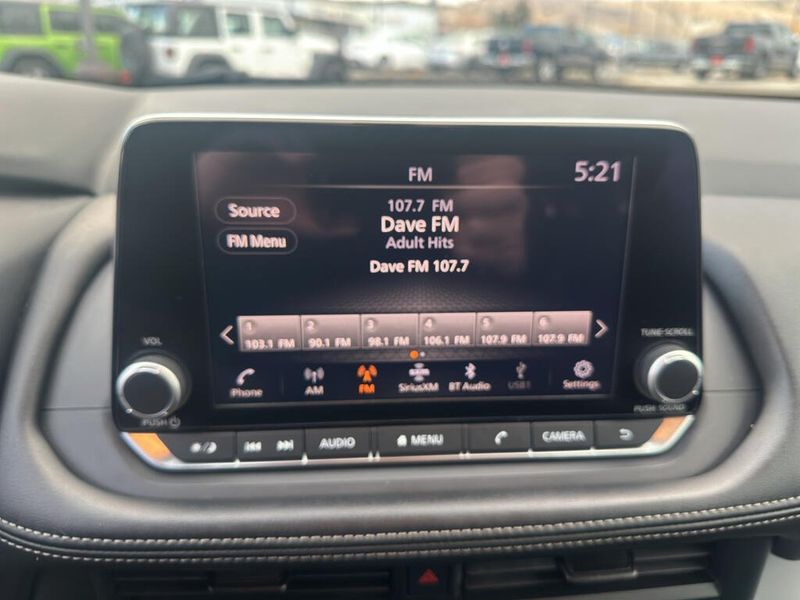 FM
5:21
107.7 FM
Source
Dave FM
FM Menu
Adult Hits
Dave FM 107.7
1 2 3 4 5 6
103.1 FM 90.1 FM 98.1 FM 106.1 FM 107.9 FM 107.9 FM
VOL
TUNE·SCROLL
Phone AM FM SiriusXM BT Audio USB1 Settings
PUSH
PUSH SOUND
AUDIO MENU CAMERA